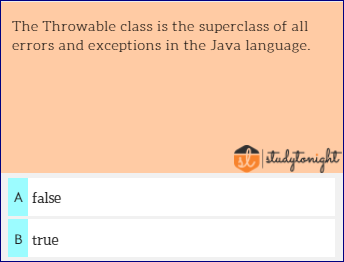 The Throwable class is the superclass of all
errors and exceptions in the Java language.
st studytonight
A false
B true